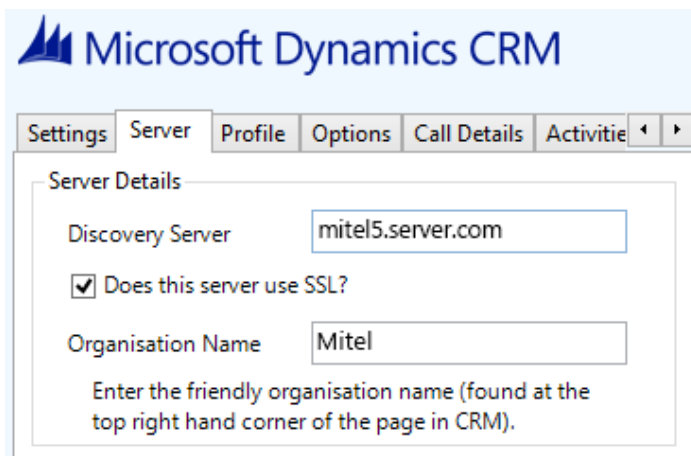 Microsoft Dynamics CRM
Settings Server Profile Options Call Details Activitie
Server Details
Discovery Server mitel5.server.com
Does this server use SSL?
Organisation Name Mitel
Enter the friendly organisation name (found at the
top right hand corner of the page in CRM).